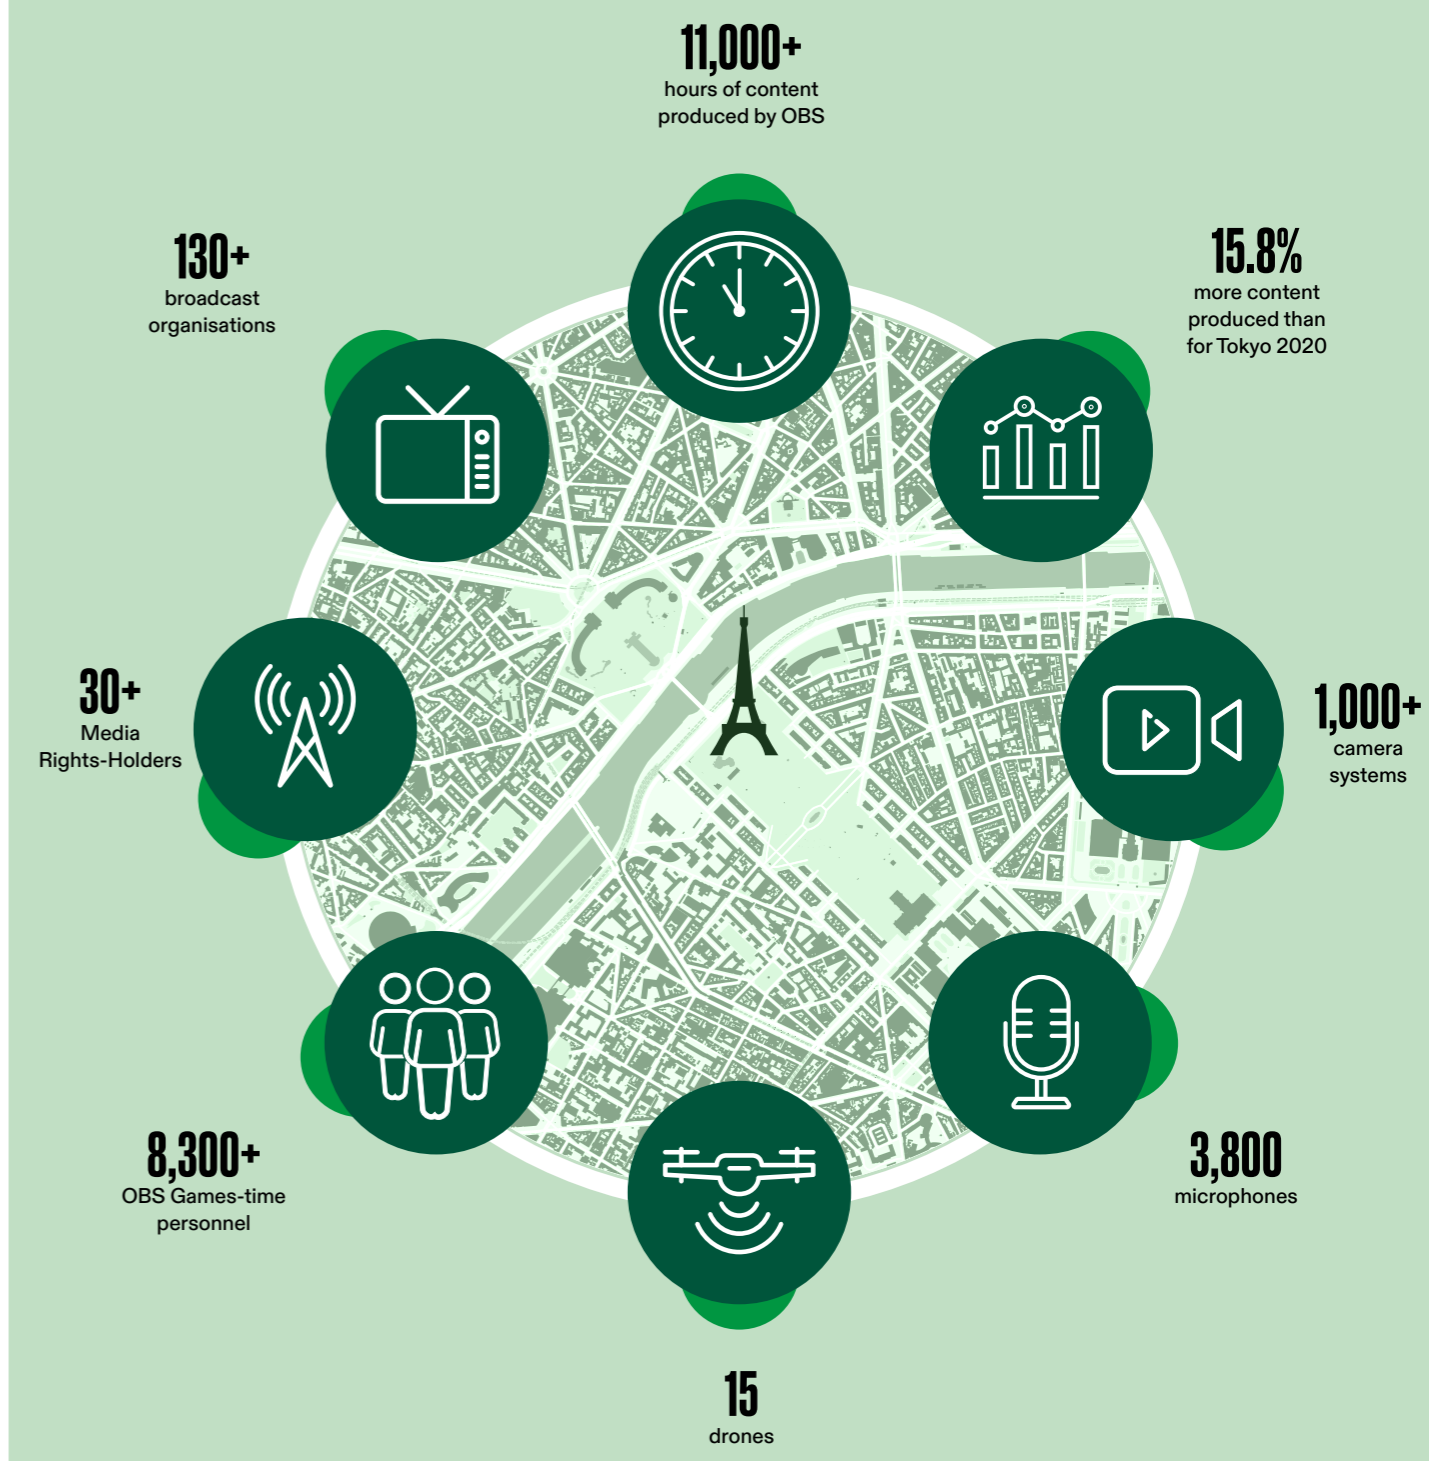 11,000+
hours of content
produced by OBS
130+
broadcast
organisations
15.8%
more content
produced than
for Tokyo 2020
30+
Media
Rights-Holders
1,000+
camera
systems
8,300+
OBS Games-time
personnel
3,800
microphones
15
drones